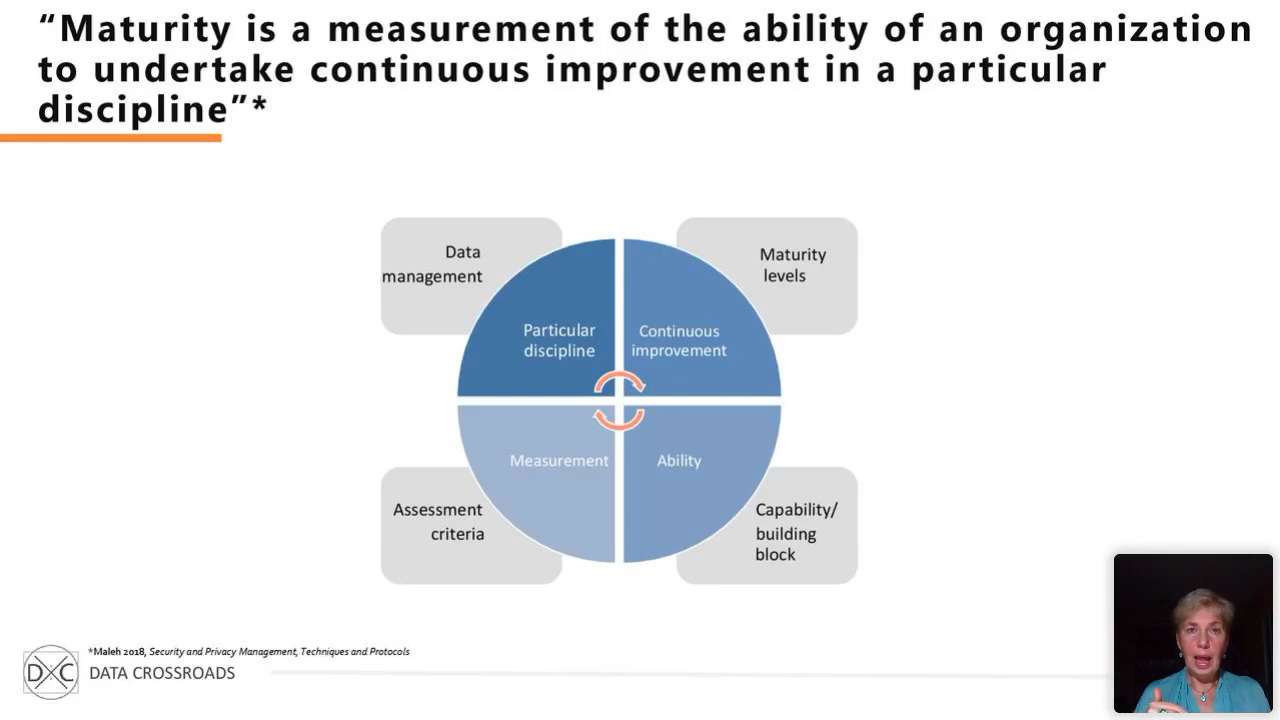 “Maturity is a measurement of the ability of an organization
to undertake continuous improvement in a particular
discipline”*
Data
management
Maturity
levels
Particular
discipline
Continuous
improvement
Measurement
Ability
Assessment
criteria
Capability/
building
block
*Maleh 2018, Security and Privacy Management, Techniques and Protocols
DXC
DATA CROSSROADS